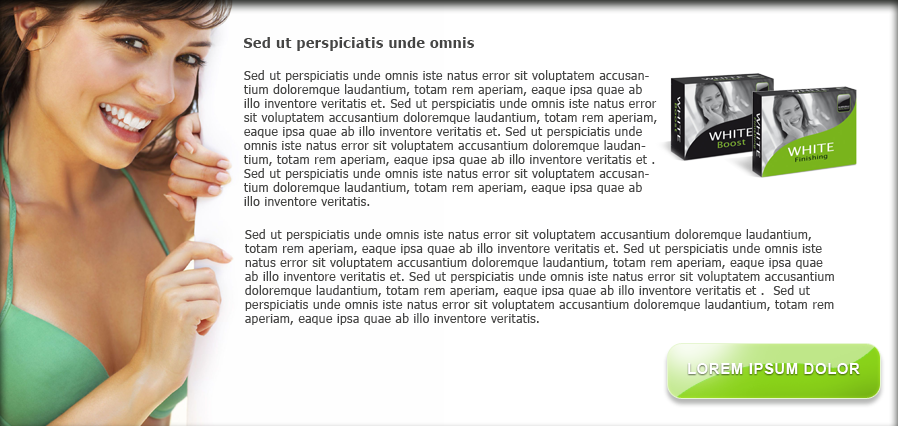 Sed ut perspiciatis unde omnis
Sed ut perspiciatis unde omnis iste natus error sit voluptatem accusan-
tium doloremque laudantium, totam rem aperiam, eaque ipsa quae ab
illo inventore veritatis et. Sed ut perspiciatis unde omnis iste natus error
sit voluptatem accusantium doloremque laudantium, totam rem aperiam,
eaque ipsa quae ab illo inventore veritatis et. Sed ut perspiciatis unde
omnis iste natus error sit voluptatem accusantium doloremque laudan-
tium, totam rem aperiam, eaque ipsa quae ab illo inventore veritatis et .
Sed ut perspiciatis unde omnis iste natus error sit voluptatem accusan-
tium doloremque laudantium, totam rem aperiam, eaque ipsa quae ab
illo inventore veritatis.
WHITE
WHITE
Boost
WHITE
WHITE
Finishing
Sed ut perspiciatis unde omnis iste natus error sit voluptatem accusantium doloremque laudantium,
totam rem aperiam, eaque ipsa quae ab illo inventore veritatis et. Sed ut perspiciatis unde omnis iste
natus error sit voluptatem accusantium doloremque laudantium, totam rem aperiam, eaque ipsa quae
ab illo inventore veritatis et. Sed ut perspiciatis unde omnis iste natus error sit voluptatem accusantium
doloremque laudantium, totam rem aperiam, eaque ipsa quae ab illo inventore veritatis et .  Sed ut
perspiciatis unde omnis iste natus error sit voluptatem accusantium doloremque laudantium, totam rem
aperiam, eaque ipsa quae ab illo inventore veritatis.
LOREM IPSUM DOLOR